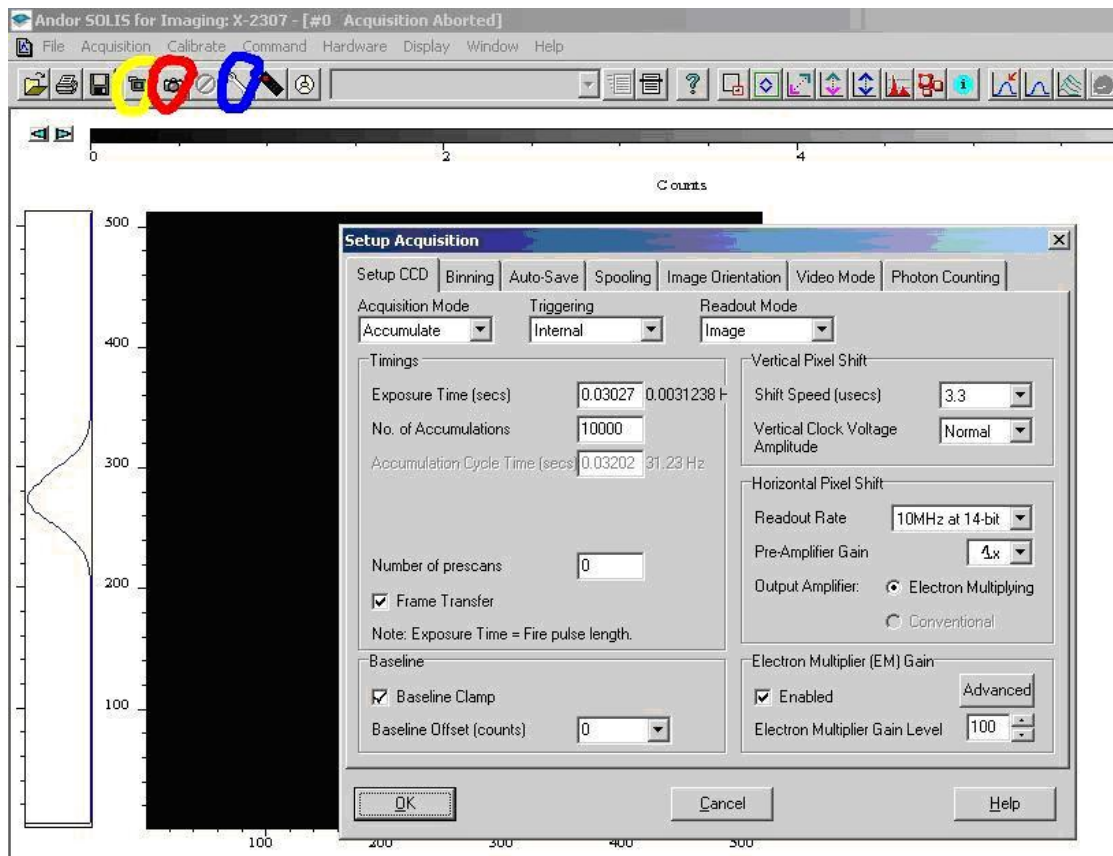 Andor SOLIS for Imaging: X-2307 - [#0 Acquisition Aborted]
File Acquisition Calibrate Command Hardware Display Window Help
0 2 4
Counts
500
400
300
200
100
100 200 300 400 500
Setup Acquisition
Setup CCD Binning Auto-Save Spooling Image Orientation Video Mode Photon Counting
Acquisition Mode Triggering Readout Mode
Accumulate Internal Image
Timings
Exposure Time (secs) 0.03027 0.0031238 H
No. of Accumulations 10000
Accumulation Cycle Time (secs) 0.03202 31.23 Hz
Number of prescans 0
Frame Transfer
Note: Exposure Time = Fire pulse length.
Baseline
Baseline Clamp
Baseline Offset (counts) 0
Vertical Pixel Shift
Shift Speed (usecs) 3.3
Vertical Clock Voltage Normal
Amplitude
Horizontal Pixel Shift
Readout Rate 10MHz at 14-bit
Pre-Amplifier Gain 1x
Output Amplifier: Electron Multiplying
Conventional
Electron Multiplier (EM) Gain
Enabled Advanced
Electron Multiplier Gain Level 100
OK Cancel Help